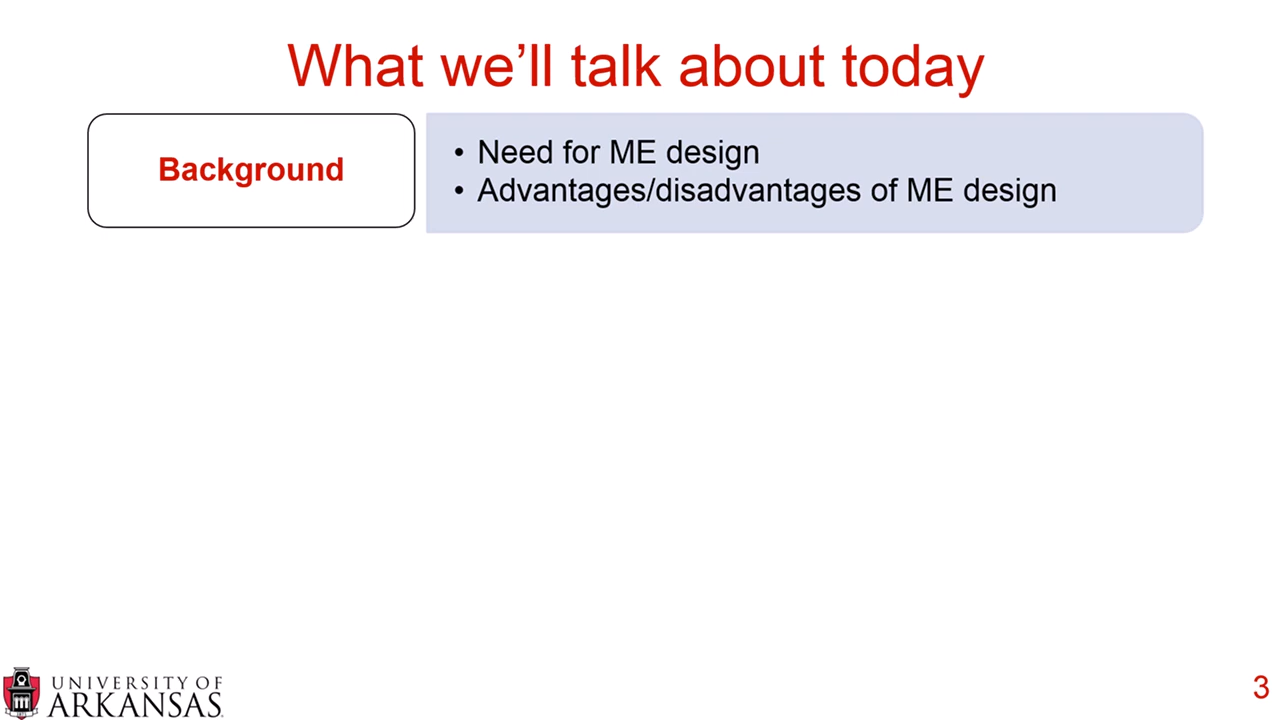 What we’ll talk about today
Background
• Need for ME design
• Advantages/disadvantages of ME design
UNIVERSITY OF
ARKANSAS
3